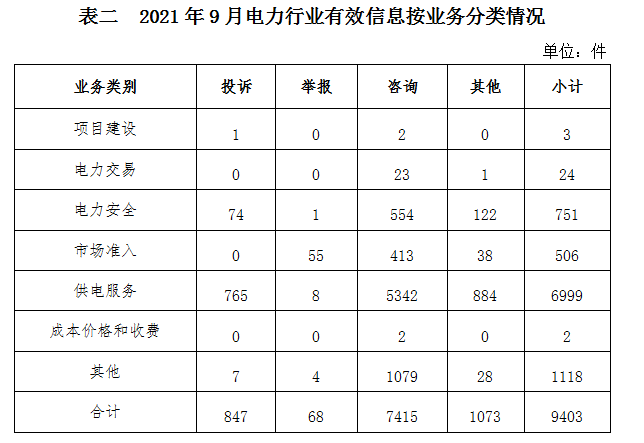 表二 2021 年 9 月电力行业有效信息按业务分类情况
单位：件
业务类别 投诉 举报 咨询 其他 小计
项目建设 1 0 2 0 3
电力交易 0 0 23 1 24
电力安全 74 1 554 122 751
市场准入 0 55 413 38 506
供电服务 765 8 5342 884 6999
成本价格和收费 0 0 2 0 2
其他 7 4 1079 28 1118
合计 847 68 7415 1073 9403